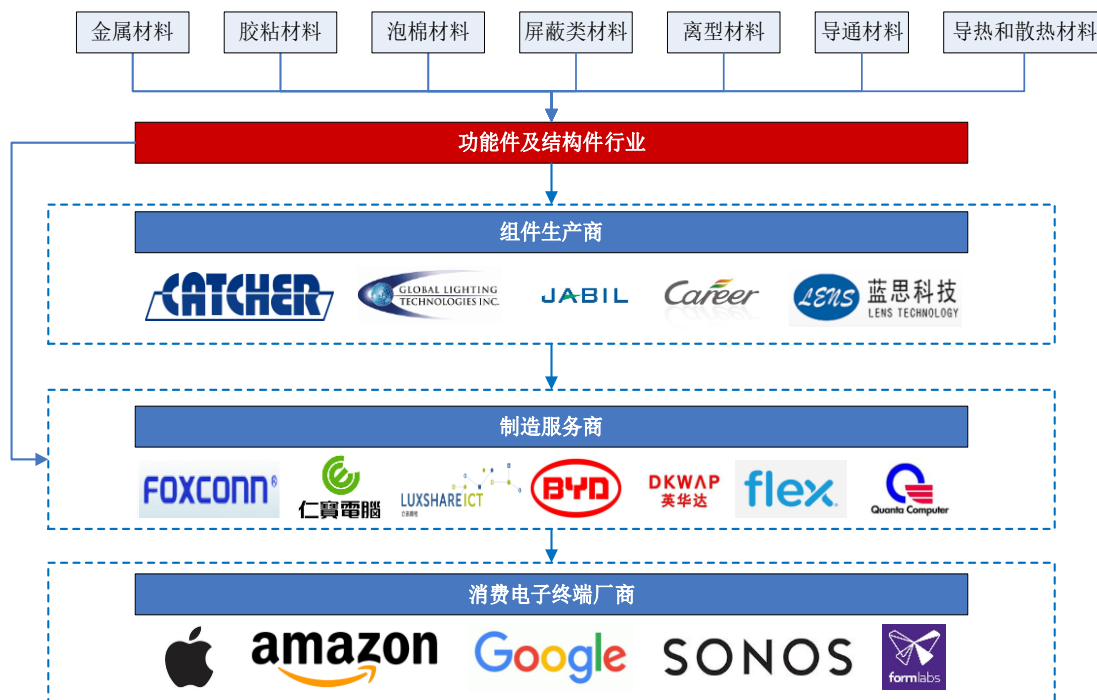 金属材料
胶粘材料
泡棉材料
屏蔽类材料
离型材料
导通材料
导热和散热材料
功能件及结构件行业
组件生产商
CATCHER
GLOBAL LIGHTING
TECHNOLOGIES INC.
JABIL
Career
LENS
蓝思科技
LENS TECHNOLOGY
制造服务商
FOXCONN®
仁寶電腦
LUXSHARE ICT
立讯精密
BYD
DKWAP
英华达
flex
Quanta Computer
消费电子终端厂商
amazon
Google
SONOS
formlabs